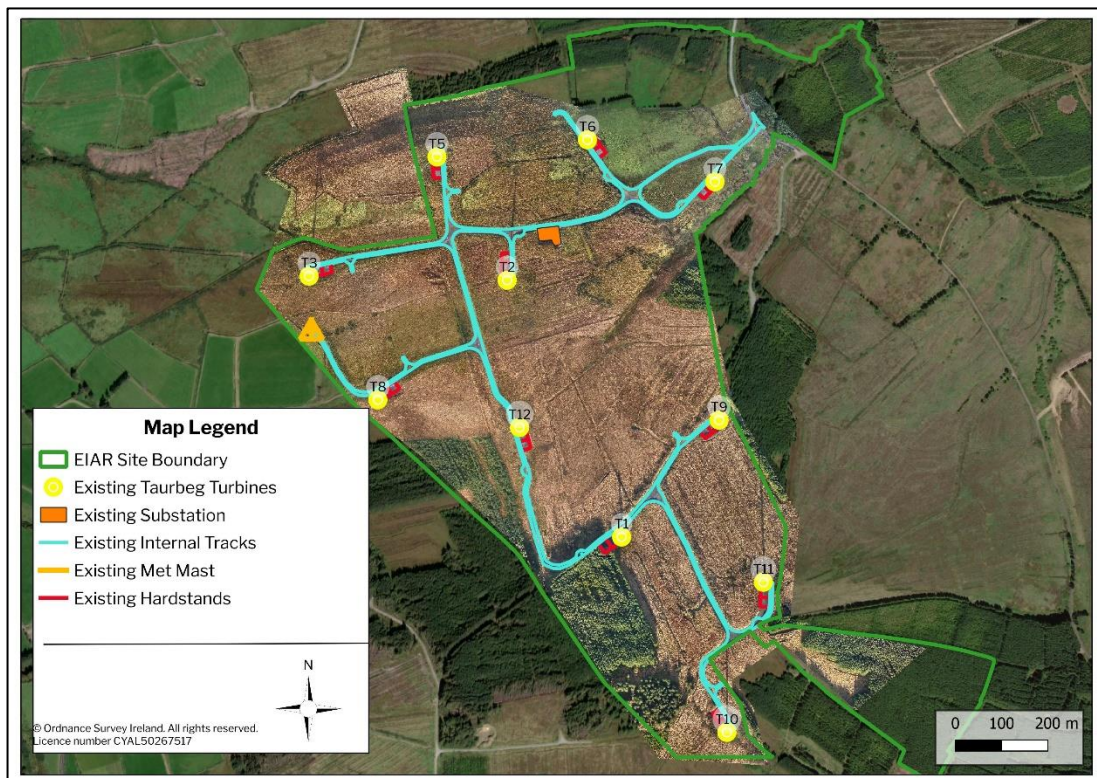 T6
T5
T7
T3
T2
T8
T9
T12
T1
T11
T10
Map Legend
EIAR Site Boundary
Existing Taurbeg Turbines
Existing Substation
Existing Internal Tracks
Existing Met Mast
Existing Hardstands
N
© Ordnance Survey Ireland. All rights reserved.
Licence number CYAL50267517
0 100 200 m